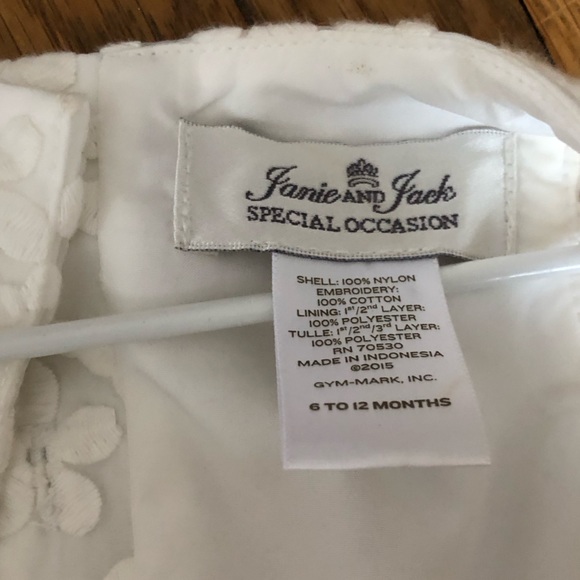 Janie AND Jack
SPECIAL OCCASION
SHELL: 100% NYLON
EMBROIDERY:
100% COTTON
LINING: 1st/2nd LAYER:
100% POLYESTER
TULLE: 1st/2nd/3rd LAYER:
100% POLYESTER
RN 70530
MADE IN INDONESIA
©2015
GYM-MARK, INC.
6 TO 12 MONTHS